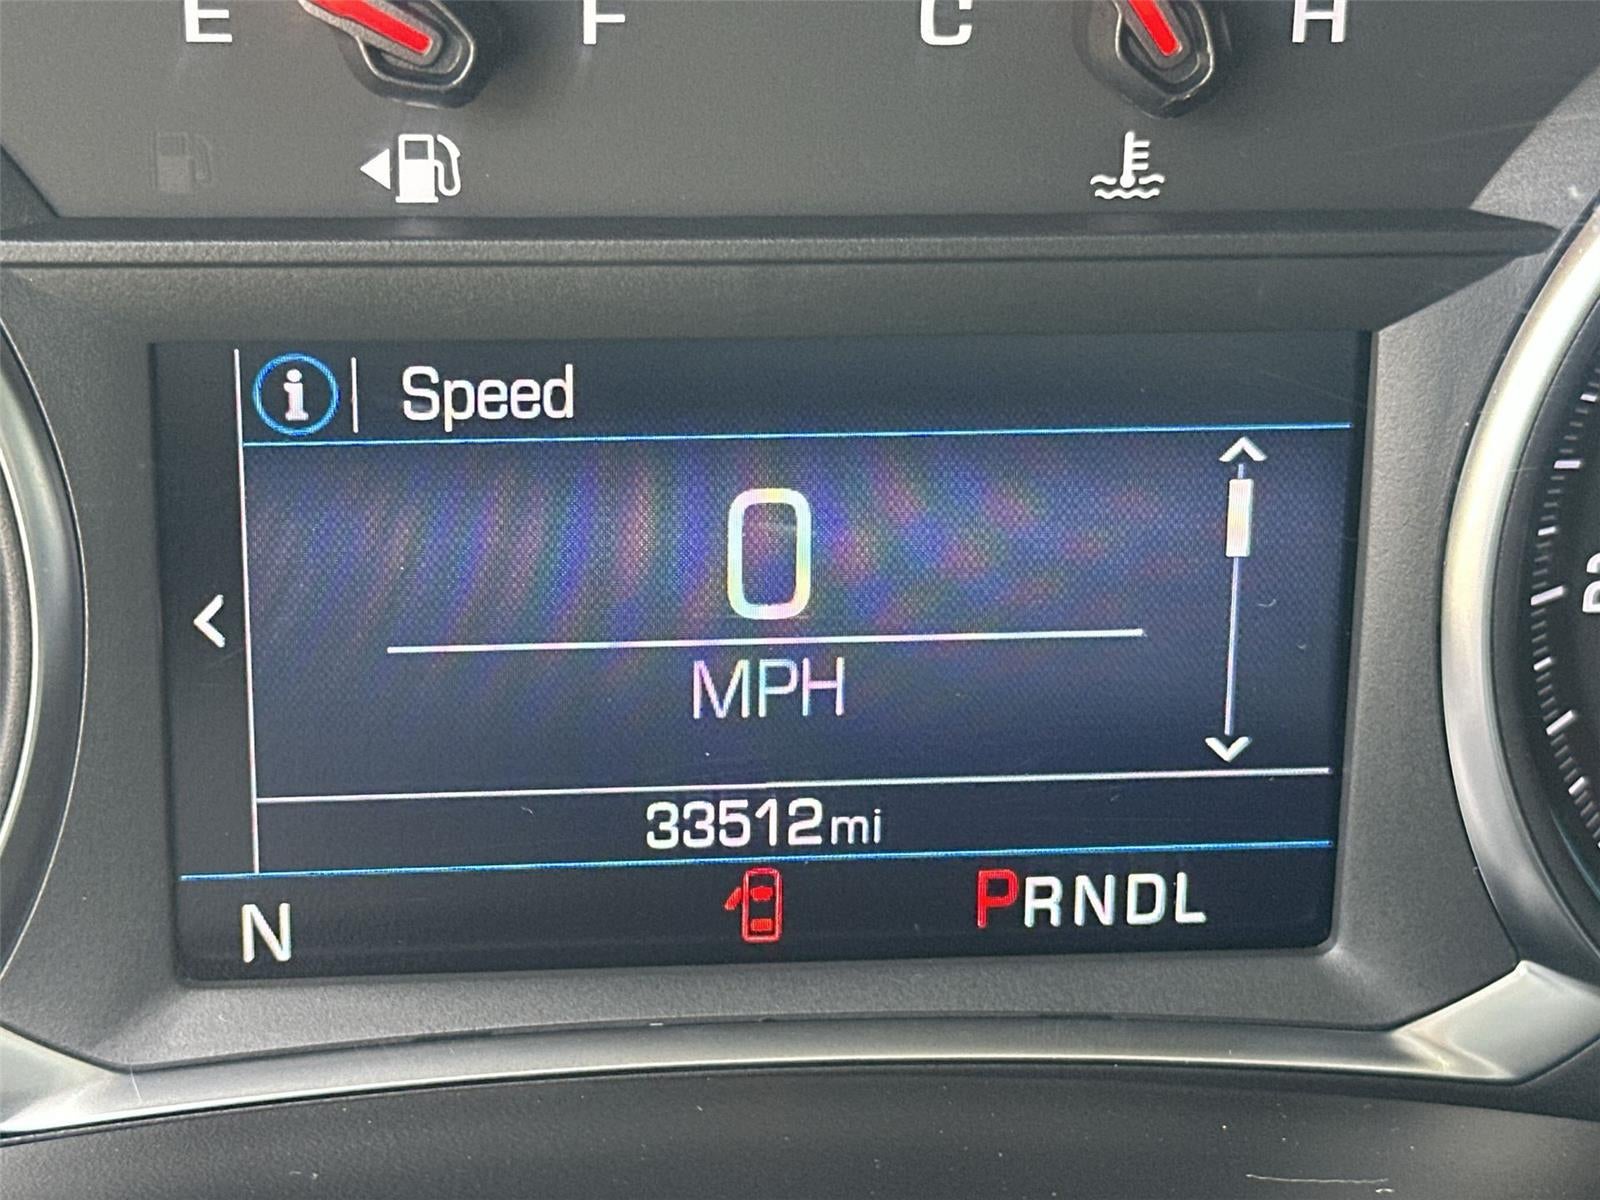 E F C H
Speed
0
MPH
33512mi
N PRNDL